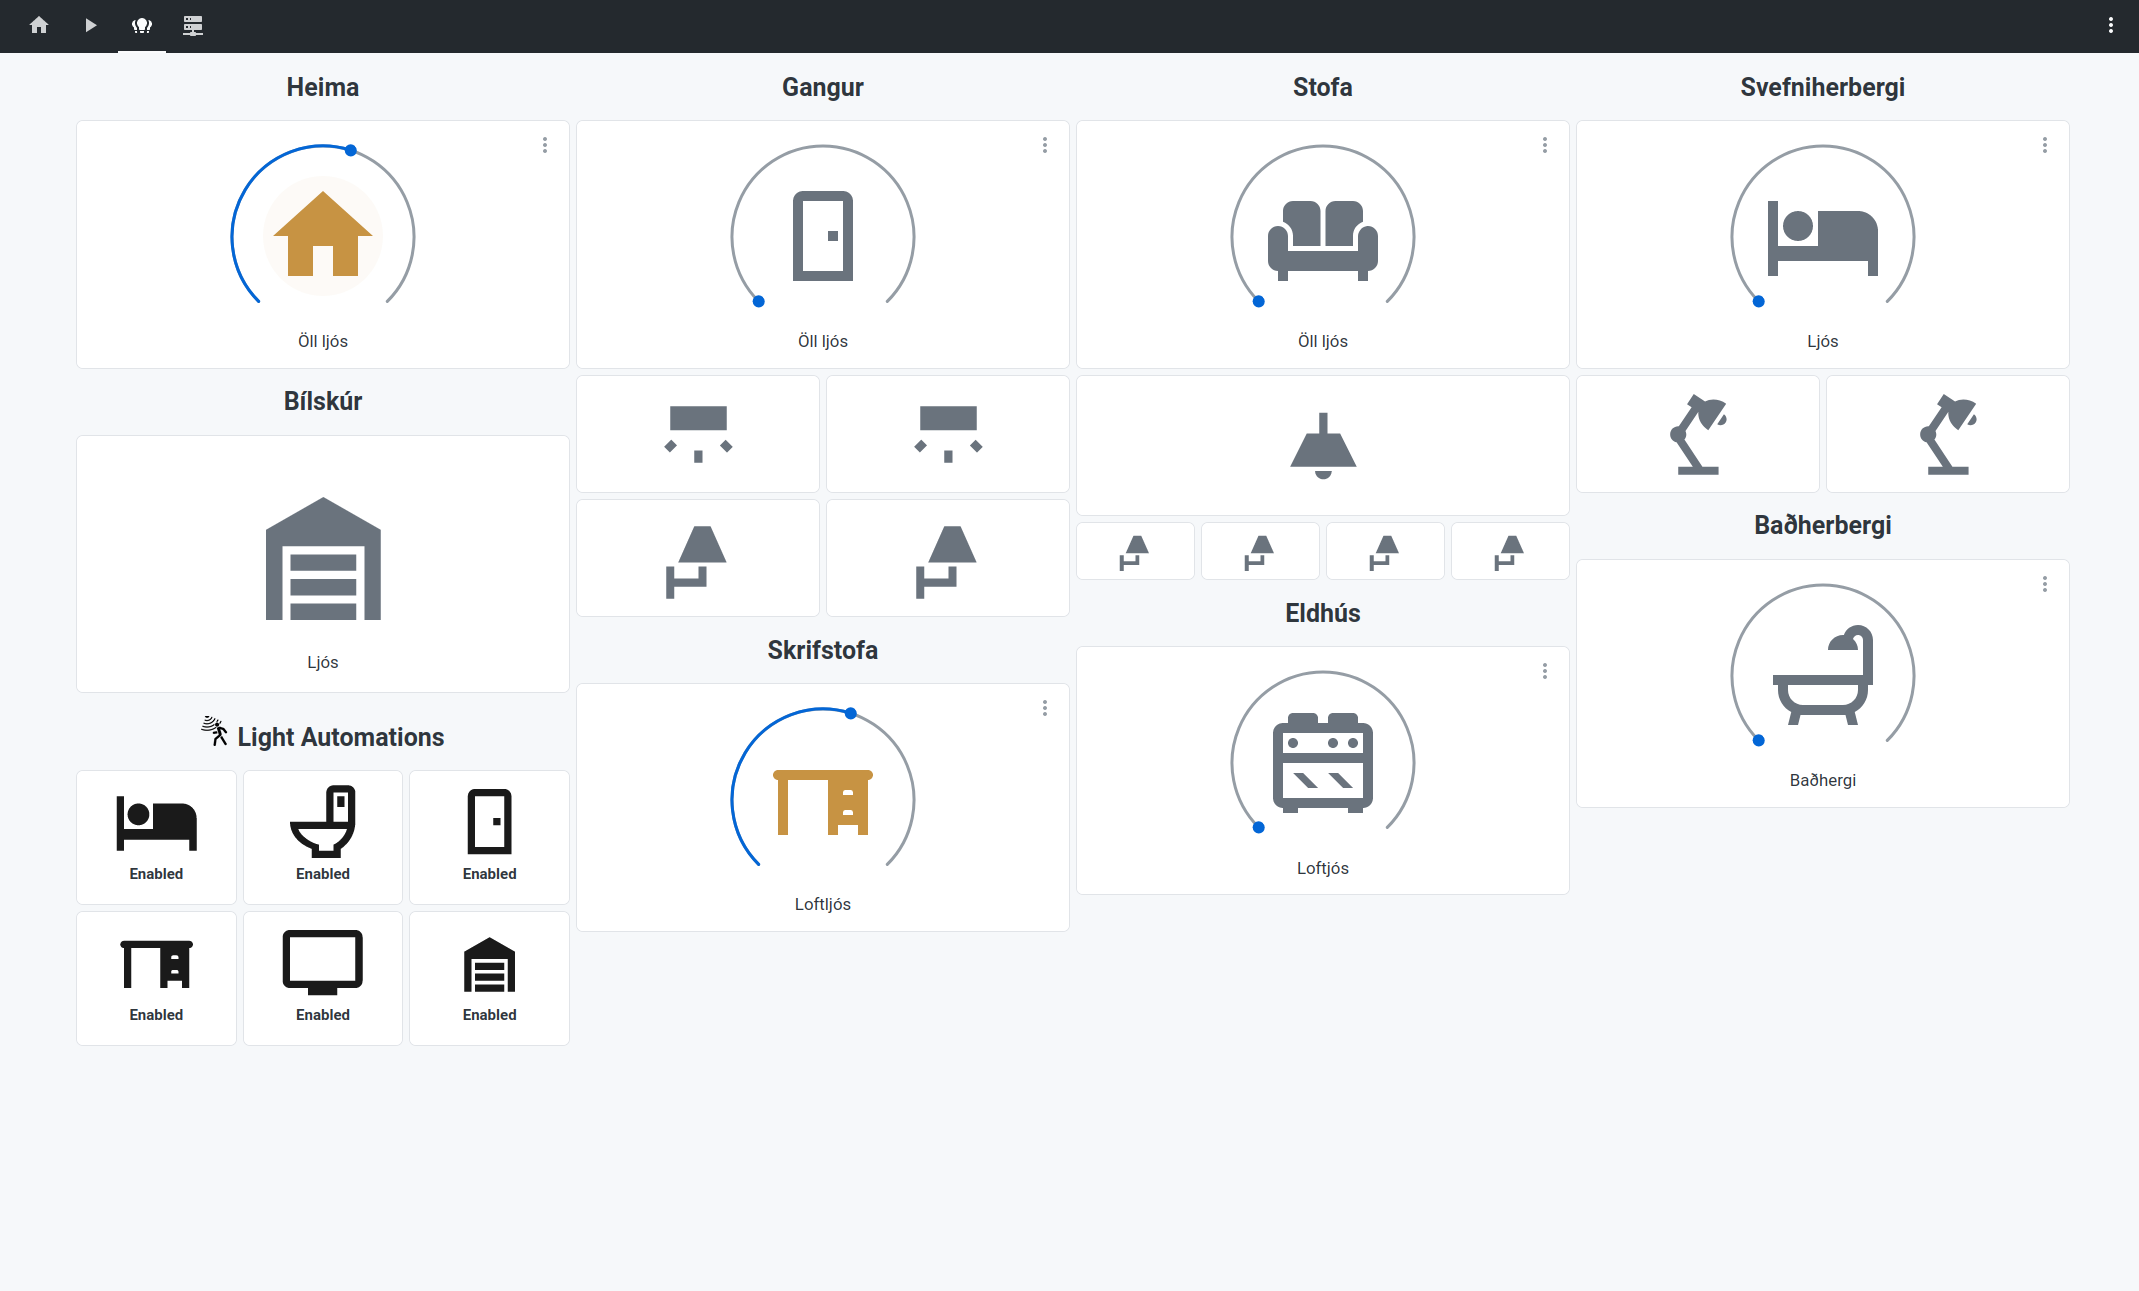 Heima
Öll ljós
Bílskúr
Ljós
Light Automations
Enabled
Enabled
Enabled
Enabled
Enabled
Enabled
Gangur
Öll ljós
Skrifstofa
Loftljós
Stofa
Öll ljós
Eldhús
Loftjós
Svefniherbergi
Ljós
Baðherbergi
Baðhergi